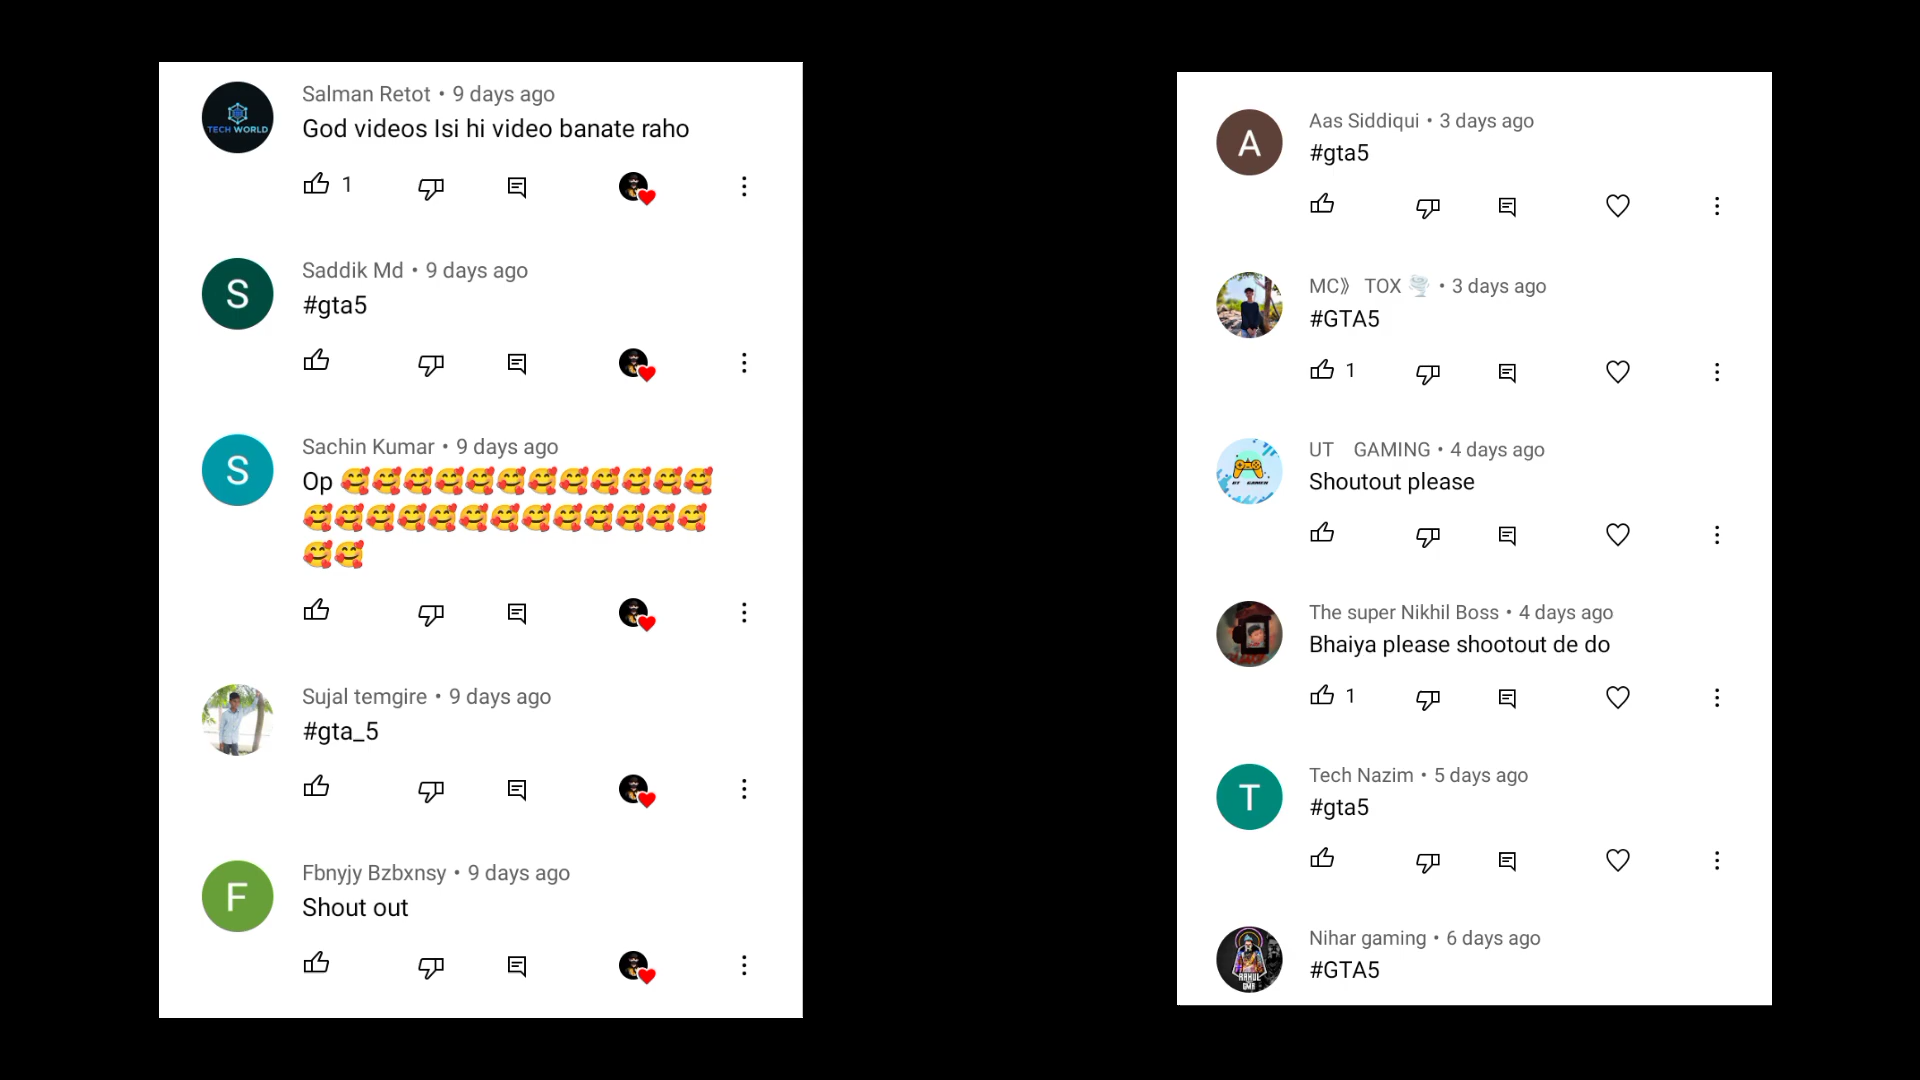 TECH WORLD
Salman Retot • 9 days ago
God videos Isi hi video banate raho
1
S
Saddik Md • 9 days ago
#gta5
S
Sachin Kumar • 9 days ago
Op 🥰🥰🥰🥰🥰🥰🥰🥰🥰🥰🥰🥰
🥰🥰🥰🥰🥰🥰🥰🥰🥰🥰🥰🥰🥰
🥰🥰
Sujal temgire • 9 days ago
#gta_5
F
Fbnyjy Bzbxnsy • 9 days ago
Shout out
A
Aas Siddiqui • 3 days ago
#gta5
MC》 TOX 🌪 • 3 days ago
#GTA5
1
UT GAMING • 4 days ago
Shoutout please
The super Nikhil Boss • 4 days ago
Bhaiya please shootout de do
1
T
Tech Nazim • 5 days ago
#gta5
Nihar gaming • 6 days ago
#GTA5